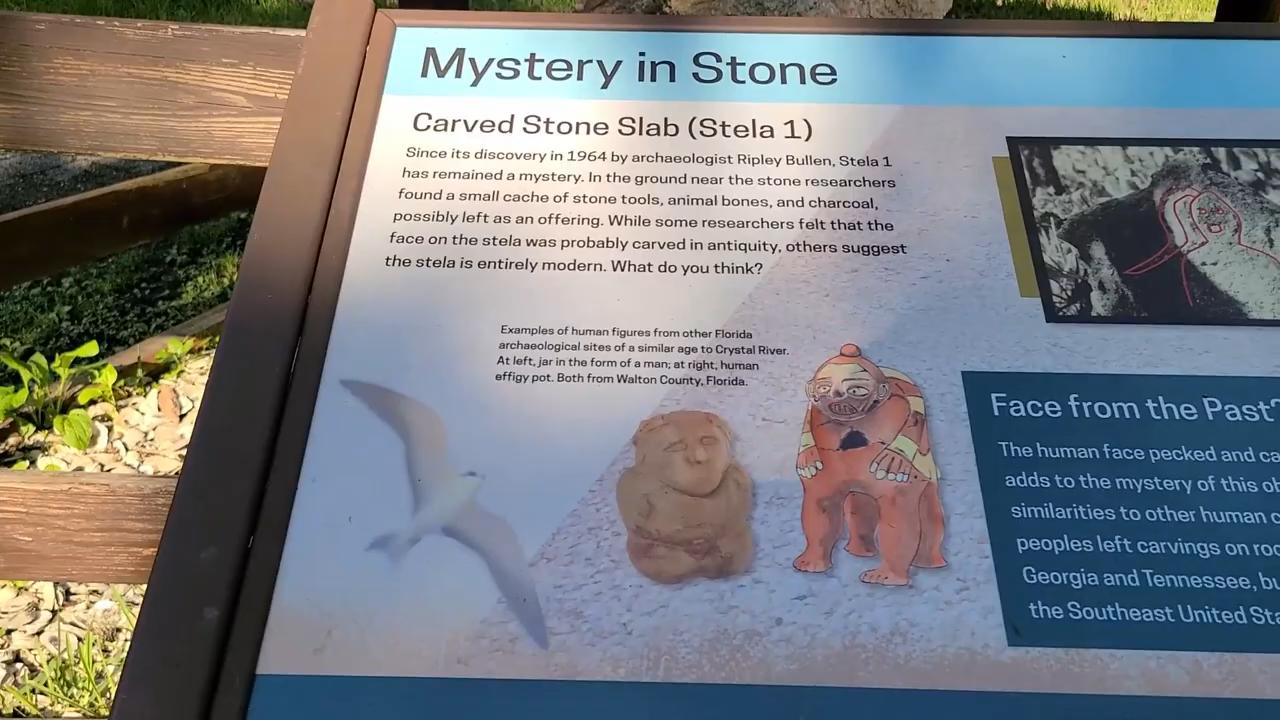 Mystery in Stone
Carved Stone Slab (Stela 1)
Since its discovery in 1964 by archaeologist Ripley Bullen, Stela 1
has remained a mystery. In the ground near the stone researchers
found a small cache of stone tools, animal bones, and charcoal,
possibly left as an offering. While some researchers felt that the
face on the stela was probably carved in antiquity, others suggest
the stela is entirely modern. What do you think?
Examples of human figures from other Florida
archaeological sites of a similar age to Crystal River.
At left, jar in the form of a man; at right, human
effigy pot. Both from Walton County, Florida.
Face from the Past?
The human face pecked and
adds to the mystery of this
similarities to other human
peoples left carvings on
Georgia and Tennessee,
the Southeast United